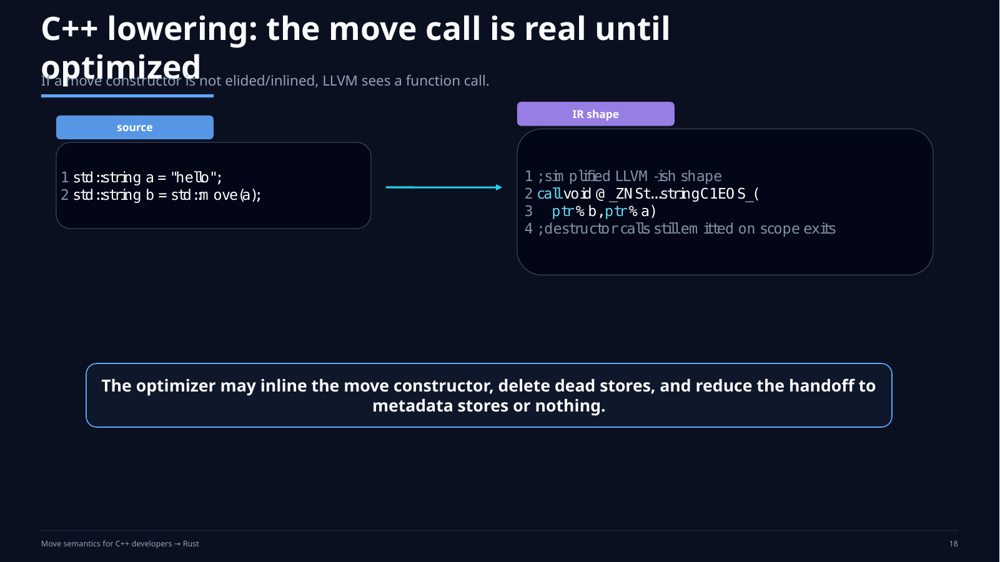 C++ lowering: the move call is real until
optimized
If a move constructor is not elided/inlined, LLVM sees a function call.
source
1 std::string a = "hello";
2 std::string b = std::move(a);
IR shape
1 ; simplified LLVM-ish shape
2 call void @_ZNSt...stringC1EOS_(
3 ptr %b, ptr %a)
4 ; destructor calls still emitted on scope exits
The optimizer may inline the move constructor, delete dead stores, and reduce the handoff to
metadata stores or nothing.
Move semantics for C++ developers → Rust
18